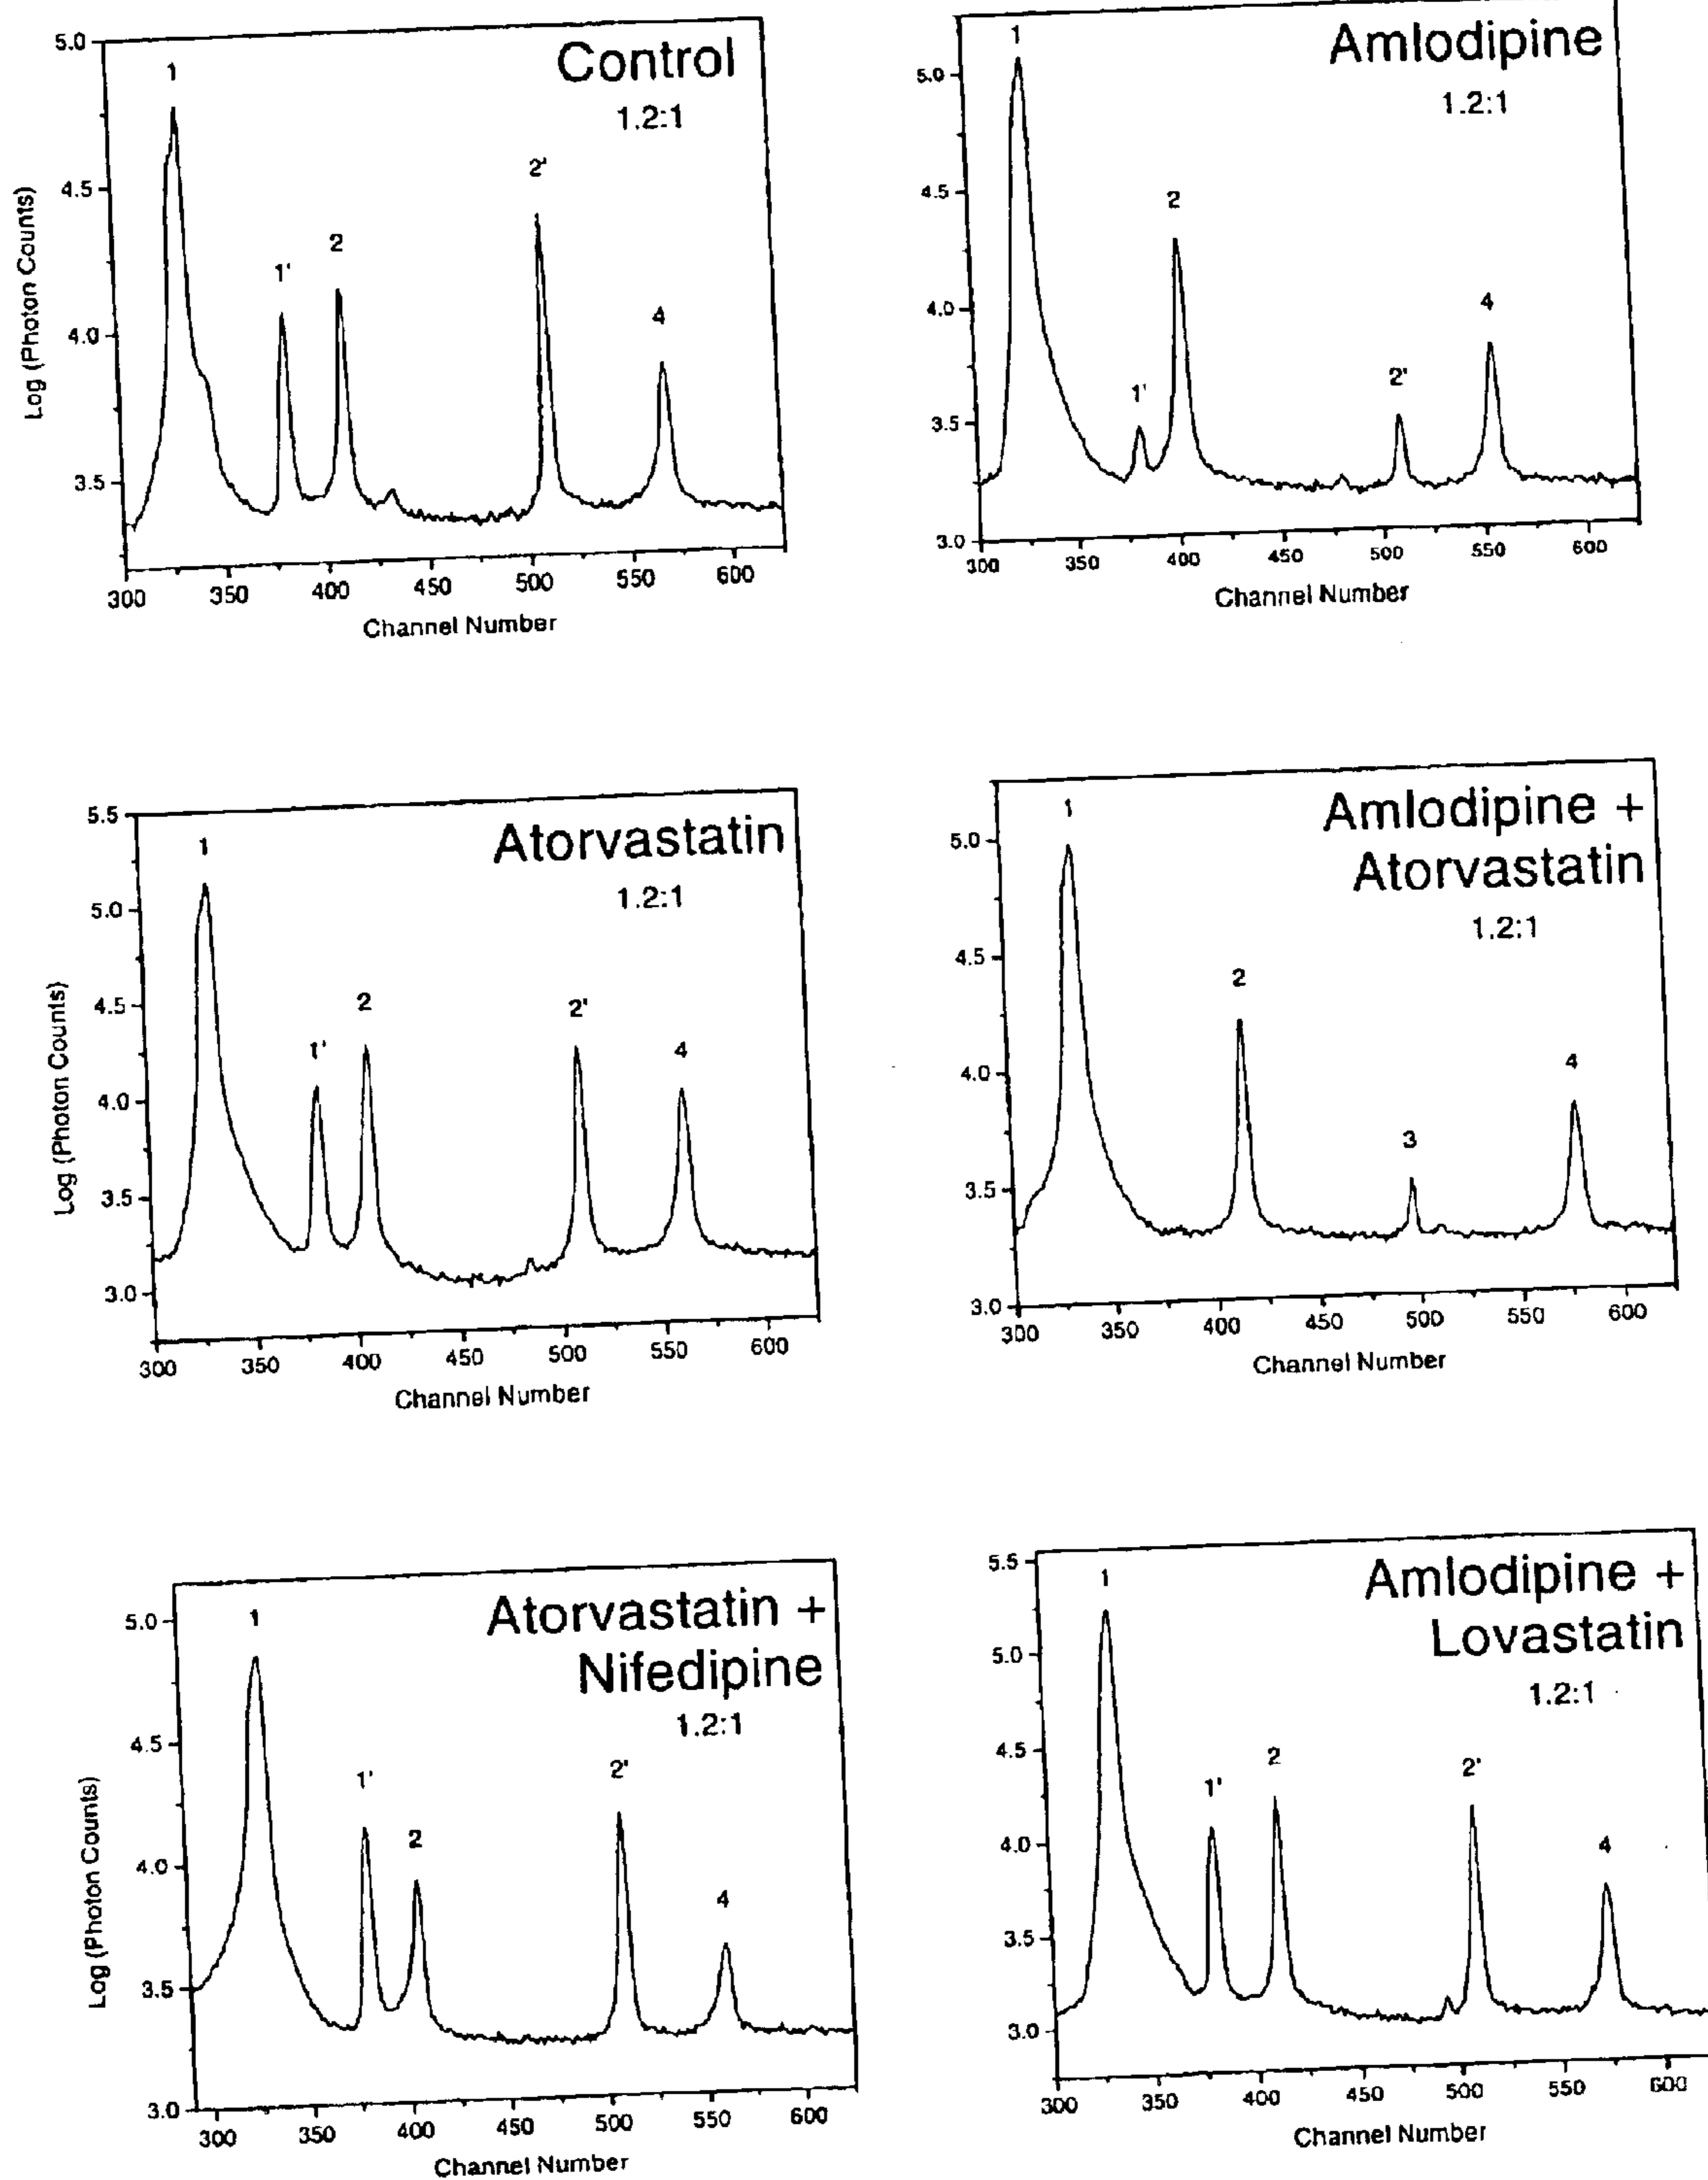 Control
1.2:1
5.0
4.5
4.0
3.5
1
1'
2
2'
4
Log (Photon Counts)
300 350 400 450 500 550 600
Channel Number
Amlodipine
1.2:1
5.0
4.5
4.0
3.5
3.0
1
1'
2
2'
4
300 350 400 450 500 550 600
Channel Number
Atorvastatin
1.2:1
5.5
5.0
4.5
4.0
3.5
3.0
1
1'
2
2'
4
Log (Photon Counts)
300 350 400 450 500 550 600
Channel Number
Amlodipine +
Atorvastatin
1.2:1
5.0
4.5
4.0
3.5
3.0
1
2
3
4
300 350 400 450 500 550 600
Channel Number
Atorvastatin +
Nifedipine
1.2:1
5.0
4.5
4.0
3.5
3.0
1
1'
2
2'
4
Log (Photon Counts)
300 350 400 450 500 550 600
Channel Number
Amlodipine +
Lovastatin
1.2:1
5.5
5.0
4.5
4.0
3.5
3.0
1
1'
2
2'
4
300 350 400 450 500 550 600
Channel Number